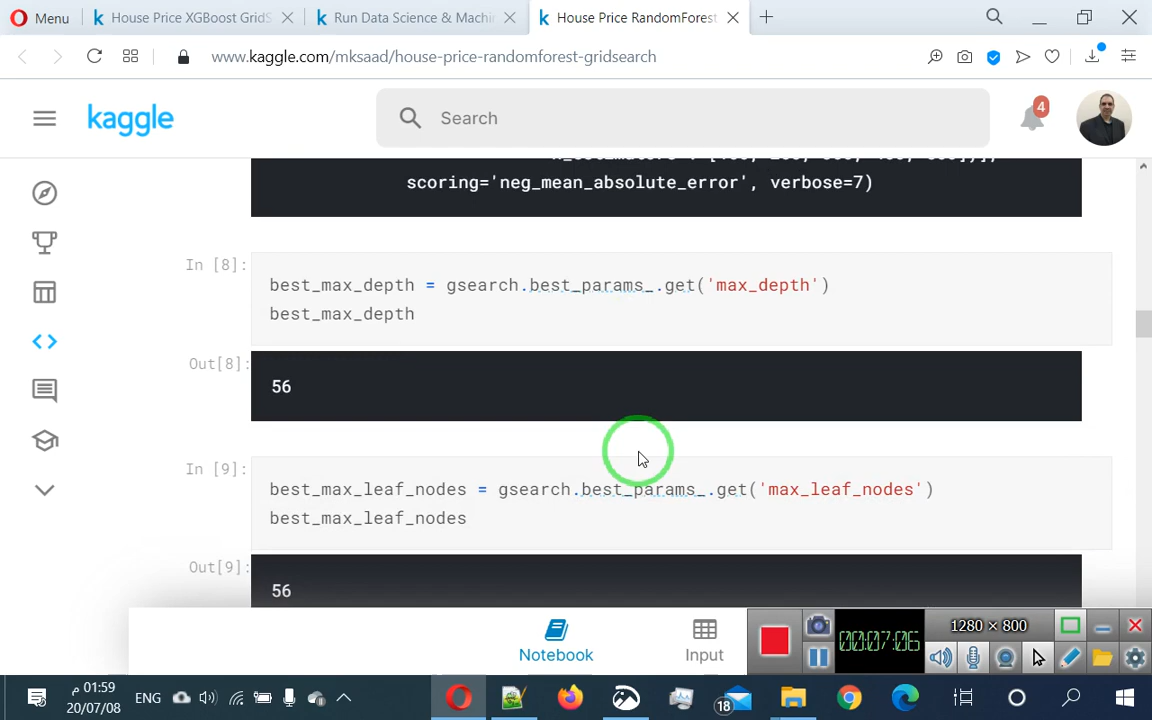 Menu
House Price XGBoost GridS
Run Data Science & Machi
House Price RandomForest
www.kaggle.com/mksaad/house-price-randomforest-gridsearch
kaggle
Search
4
scoring='neg_mean_absolute_error', verbose=7)
In [8]:
best_max_depth = gsearch.best_params_.get('max_depth')
best_max_depth
Out[8]:
56
In [9]:
best_max_leaf_nodes = gsearch.best_params_.get('max_leaf_nodes')
best_max_leaf_nodes
Out[9]:
56
Notebook
Input
1280 × 800
00:07:06
01:59 م
20/07/08
ENG
18